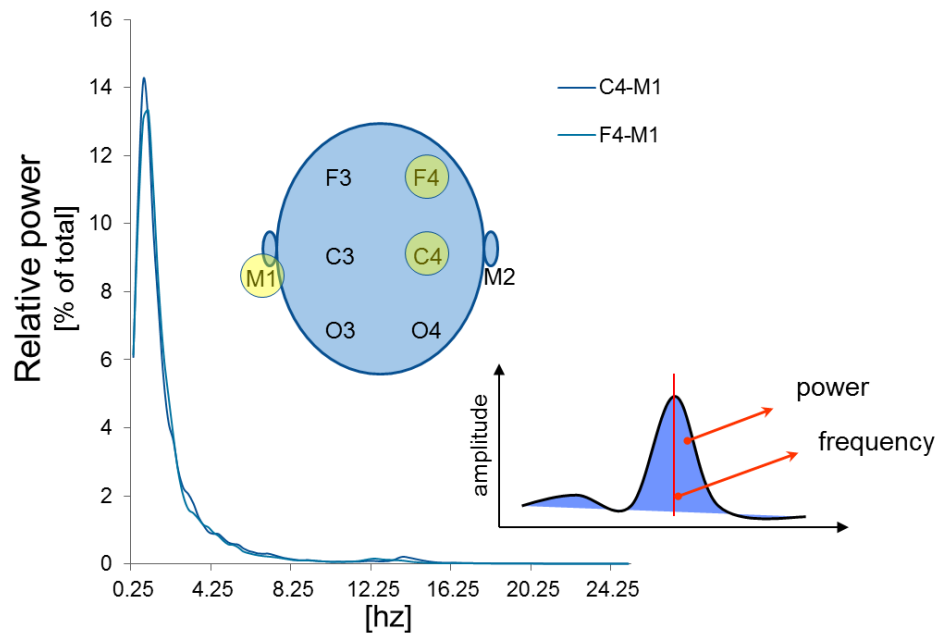 Relative power
[% of total]
16
14
12
10
8
6
4
2
0
0.25
4.25
8.25
12.25
16.25
20.25
24.25
[hz]
C4-M1
F4-M1
F3
F4
C3
C4
M1
M2
O3
O4
amplitude
power
frequency